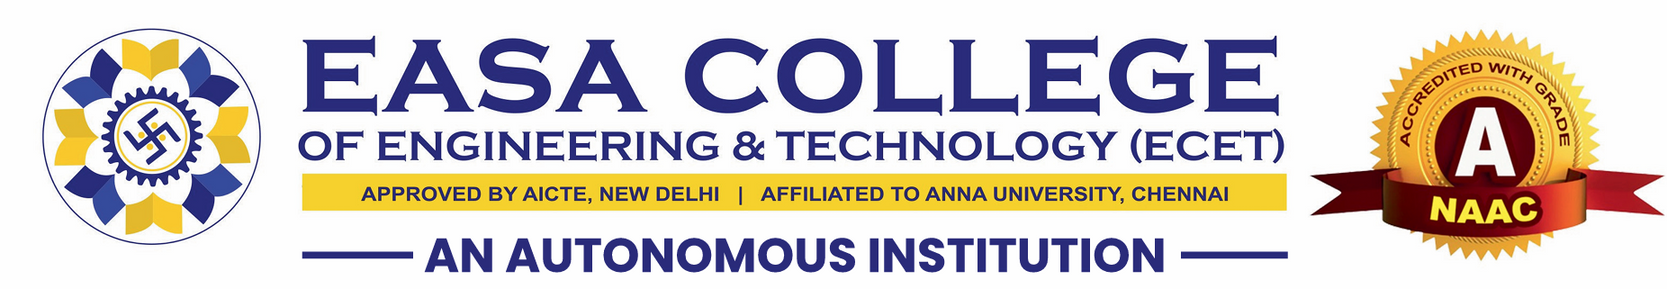 EASA COLLEGE
OF ENGINEERING & TECHNOLOGY (ECET)
APPROVED BY AICTE, NEW DELHI | AFFILIATED TO ANNA UNIVERSITY, CHENNAI
AN AUTONOMOUS INSTITUTION
ACCREDITED WITH GRADE
A
NAAC